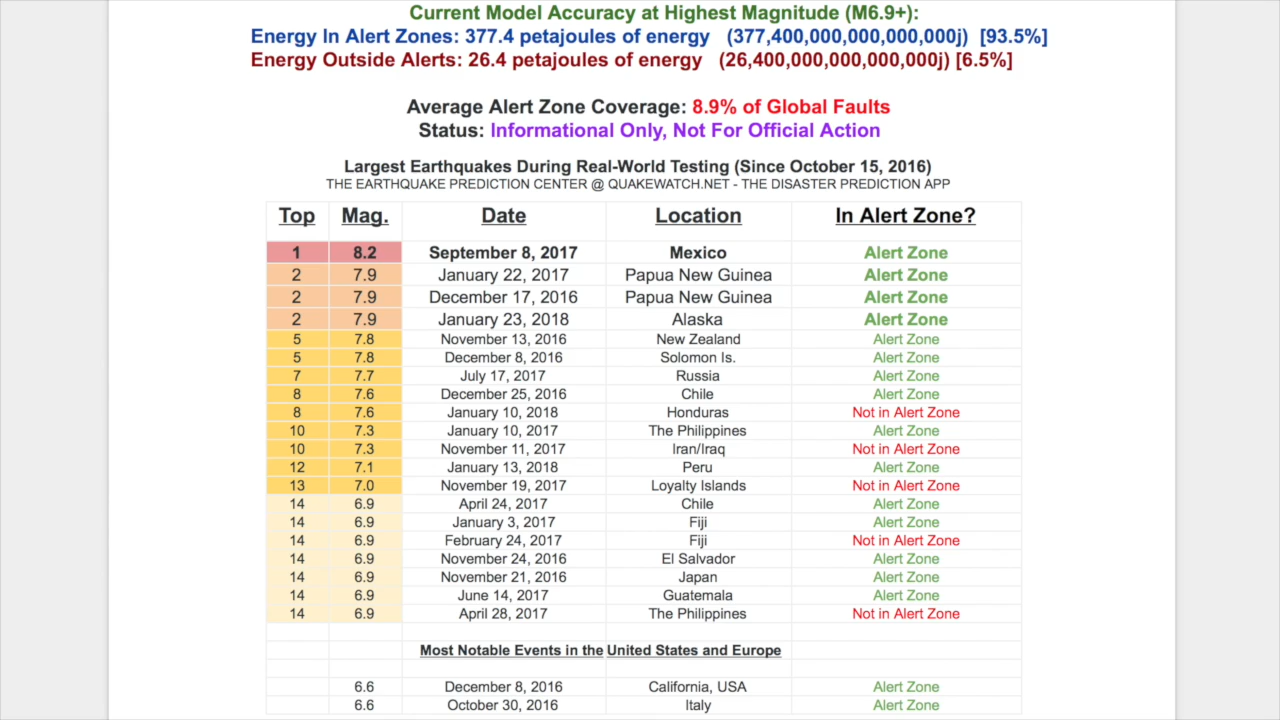 Current Model Accuracy at Highest Magnitude (M6.9+):
Energy In Alert Zones: 377.4 petajoules of energy (377,400,000,000,000,000j) [93.5%]
Energy Outside Alerts: 26.4 petajoules of energy (26,400,000,000,000,000j) [6.5%]
Average Alert Zone Coverage: 8.9% of Global Faults
Status: Informational Only, Not For Official Action
Largest Earthquakes During Real-World Testing (Since October 15, 2016)
THE EARTHQUAKE PREDICTION CENTER @ QUAKEWATCH.NET - THE DISASTER PREDICTION APP
Top Mag. Date Location In Alert Zone?
1 8.2 September 8, 2017 Mexico Alert Zone
2 7.9 January 22, 2017 Papua New Guinea Alert Zone
2 7.9 December 17, 2016 Papua New Guinea Alert Zone
2 7.9 January 23, 2018 Alaska Alert Zone
5 7.8 November 13, 2016 New Zealand Alert Zone
5 7.8 December 8, 2016 Solomon Is. Alert Zone
7 7.7 July 17, 2017 Russia Alert Zone
8 7.6 December 25, 2016 Chile Alert Zone
8 7.6 January 10, 2018 Honduras Not in Alert Zone
10 7.3 January 10, 2017 The Philippines Alert Zone
10 7.3 November 11, 2017 Iran/Iraq Not in Alert Zone
12 7.1 January 13, 2018 Peru Alert Zone
13 7.0 November 19, 2017 Loyalty Islands Not in Alert Zone
14 6.9 April 24, 2017 Chile Alert Zone
14 6.9 January 3, 2017 Fiji Alert Zone
14 6.9 February 24, 2017 Fiji Not in Alert Zone
14 6.9 November 24, 2016 El Salvador Alert Zone
14 6.9 November 21, 2016 Japan Alert Zone
14 6.9 June 14, 2017 Guatemala Alert Zone
14 6.9 April 28, 2017 The Philippines Not in Alert Zone
Most Notable Events in the United States and Europe
6.6 December 8, 2016 California, USA Alert Zone
6.6 October 30, 2016 Italy Alert Zone